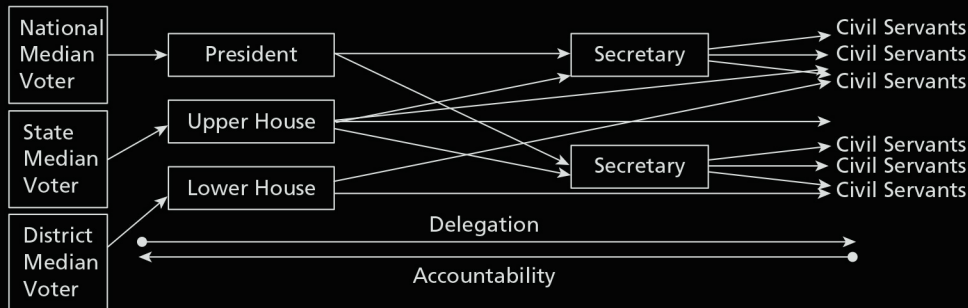 National
Median
Voter
State
Median
Voter
District
Median
Voter
President
Upper House
Lower House
Secretary
Secretary
Civil Servants
Civil Servants
Civil Servants
Civil Servants
Civil Servants
Civil Servants
Delegation
Accountability